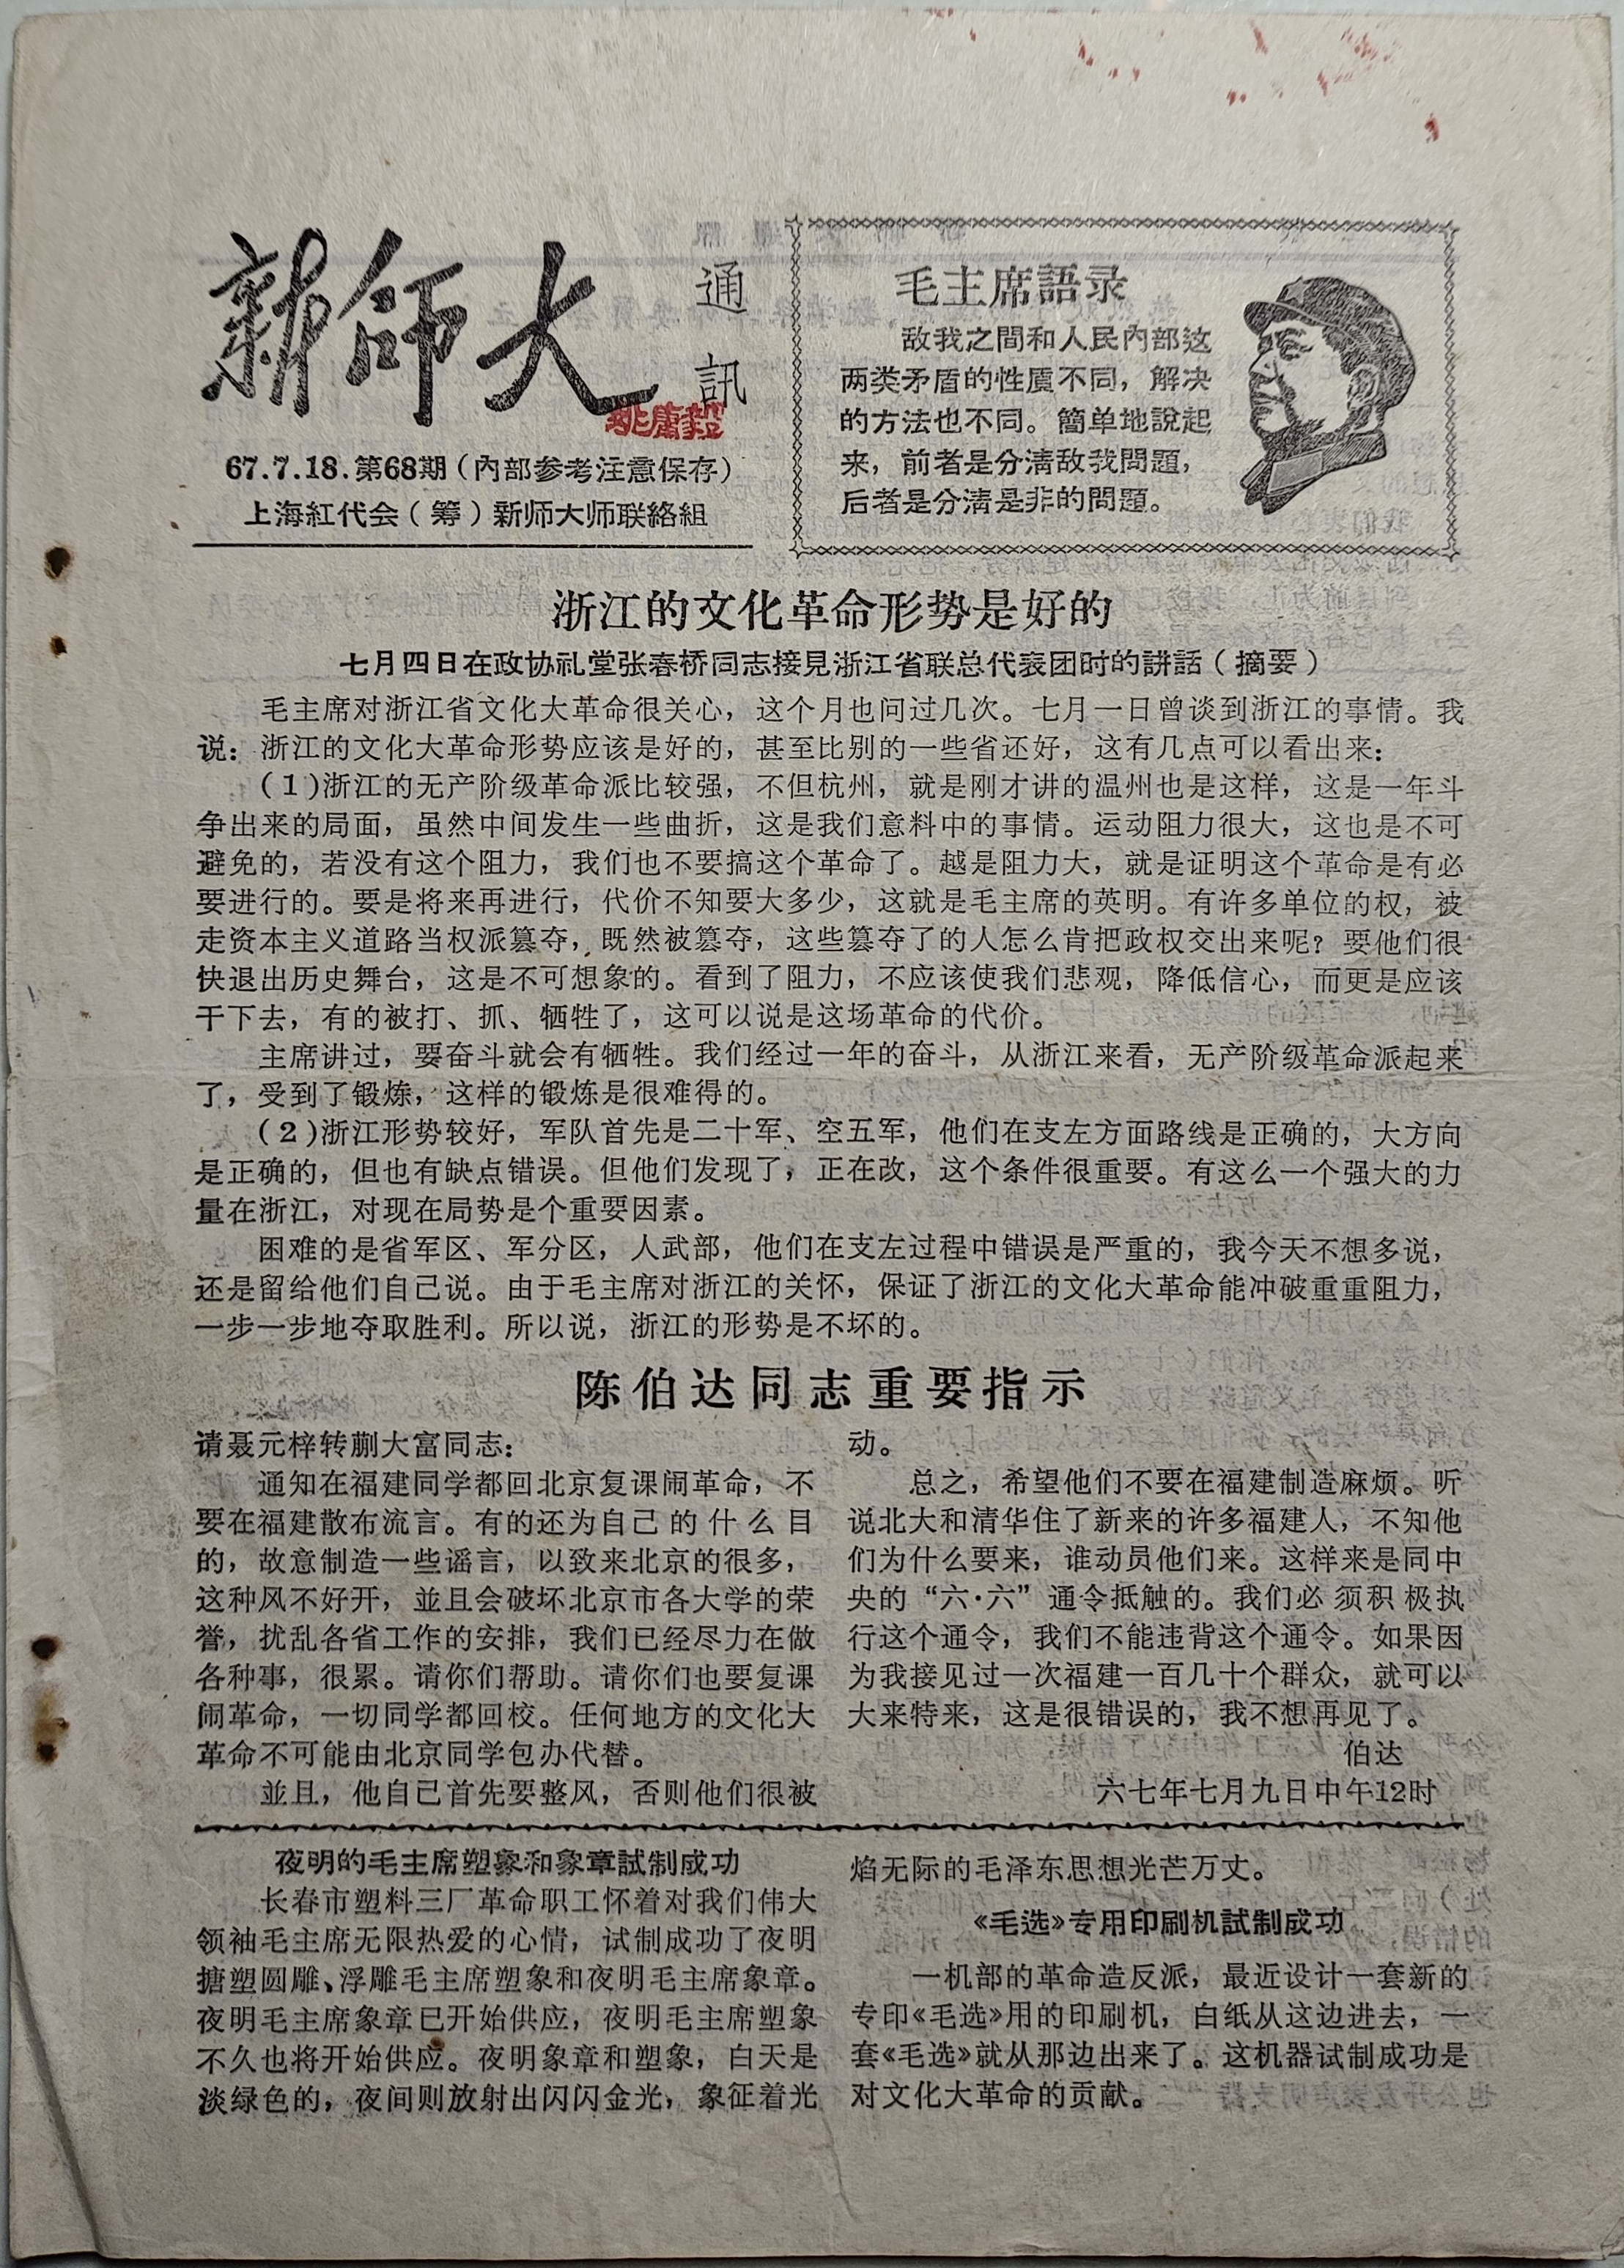 新师大
通訊
姚庸毅
67.7.18.第68期(內部参考注意保存)
上海紅代会(筹)新师大师联絡組
毛主席語录
敌我之間和人民內部这
两类矛盾的性质不同，解决
的方法也不同。簡单地說起
来，前者是分清敌我問題，
后者是分清是非的問題。
浙江的文化革命形势是好的
七月四日在政协礼堂张春桥同志接見浙江省联总代表团时的講話(摘要)
毛主席对浙江省文化大革命很关心，这个月也问过几次。七月一日曾谈到浙江的事情。我
说：浙江的文化大革命形势应该是好的，甚至比别的一些省还好，这有几点可以看出来：
(1)浙江的无产阶级革命派比较强，不但杭州，就是刚才讲的温州也是这样，这是一年斗
争出来的局面，虽然中间发生一些曲折，这是我们意料中的事情。运动阻力很大，这也是不可
避免的，若没有这个阻力，我们也不要搞这个革命了。越是阻力大，就是证明这个革命是有必
要进行的。要是将来再进行，代价不知要大多少，这就是毛主席的英明。有许多单位的权，被
走资本主义道路当权派篡夺，既然被篡夺，这些篡夺了的人怎么肯把政权交出来呢？要他们很
快退出历史舞台，这是不可想象的。看到了阻力，不应该使我们悲观，降低信心，而更是应该
干下去，有的被打、抓、牺牲了，这可以说是这场革命的代价。
主席讲过，要奋斗就会有牺牲。我们经过一年的奋斗，从浙江来看，无产阶级革命派起来
了，受到了锻炼，这样的锻炼是很难得的。
(2)浙江形势较好，军队首先是二十军、空五军，他们在支左方面路线是正确的，大方向
是正确的，但也有缺点错误。但他们发现了，正在改，这个条件很重要。有这么一个强大的力
量在浙江，对现在局势是个重要因素。
困难的是省军区、军分区，人武部，他们在支左过程中错误是严重的，我今天不想多说，
还是留给他们自己说。由于毛主席对浙江的关怀，保证了浙江的文化大革命能冲破重重阻力，
一步一步地夺取胜利。所以说，浙江的形势是不坏的。
陈伯达同志重要指示
请聂元梓转蒯大富同志：
通知在福建同学都回北京复课闹革命，不
要在福建散布流言。有的还为自己的什么目
的，故意制造一些谣言，以致来北京的很多，
这种风不好开，並且会破坏北京市各大学的荣
誉，扰乱各省工作的安排，我们已经尽力在做
各种事，很累。请你们帮助。请你们也要复课
闹革命，一切同学都回校。任何地方的文化大
革命不可能由北京同学包办代替。
並且，他自己首先要整风，否则他们很被
动。
总之，希望他们不要在福建制造麻烦。听
说北大和清华住了新来的许多福建人，不知他
们为什么要来，谁动员他们来。这样来是同中
央的“六·六”通令抵触的。我们必须积极执
行这个通令，我们不能违背这个通令。如果因
为我接见过一次福建一百几十个群众，就可以
大来特来，这是很错误的，我不想再见了。
伯达
六七年七月九日中午12时
夜明的毛主席塑象和象章試制成功
长春市塑料三厂革命职工怀着对我们伟大
领袖毛主席无限热爱的心情，试制成功了夜明
搪塑圆雕、浮雕毛主席塑象和夜明毛主席象章。
夜明毛主席象章已开始供应，夜明毛主席塑象
不久也将开始供应。夜明象章和塑象，白天是
淡绿色的，夜间则放射出闪闪金光，象征着光
焰无际的毛泽东思想光芒万丈。
《毛选》专用印刷机試制成功
一机部的革命造反派，最近设计一套新的
专印《毛选》用的印刷机，白纸从这边进去，一
套《毛选》就从那边出来了。这机器试制成功是
对文化大革命的贡献。